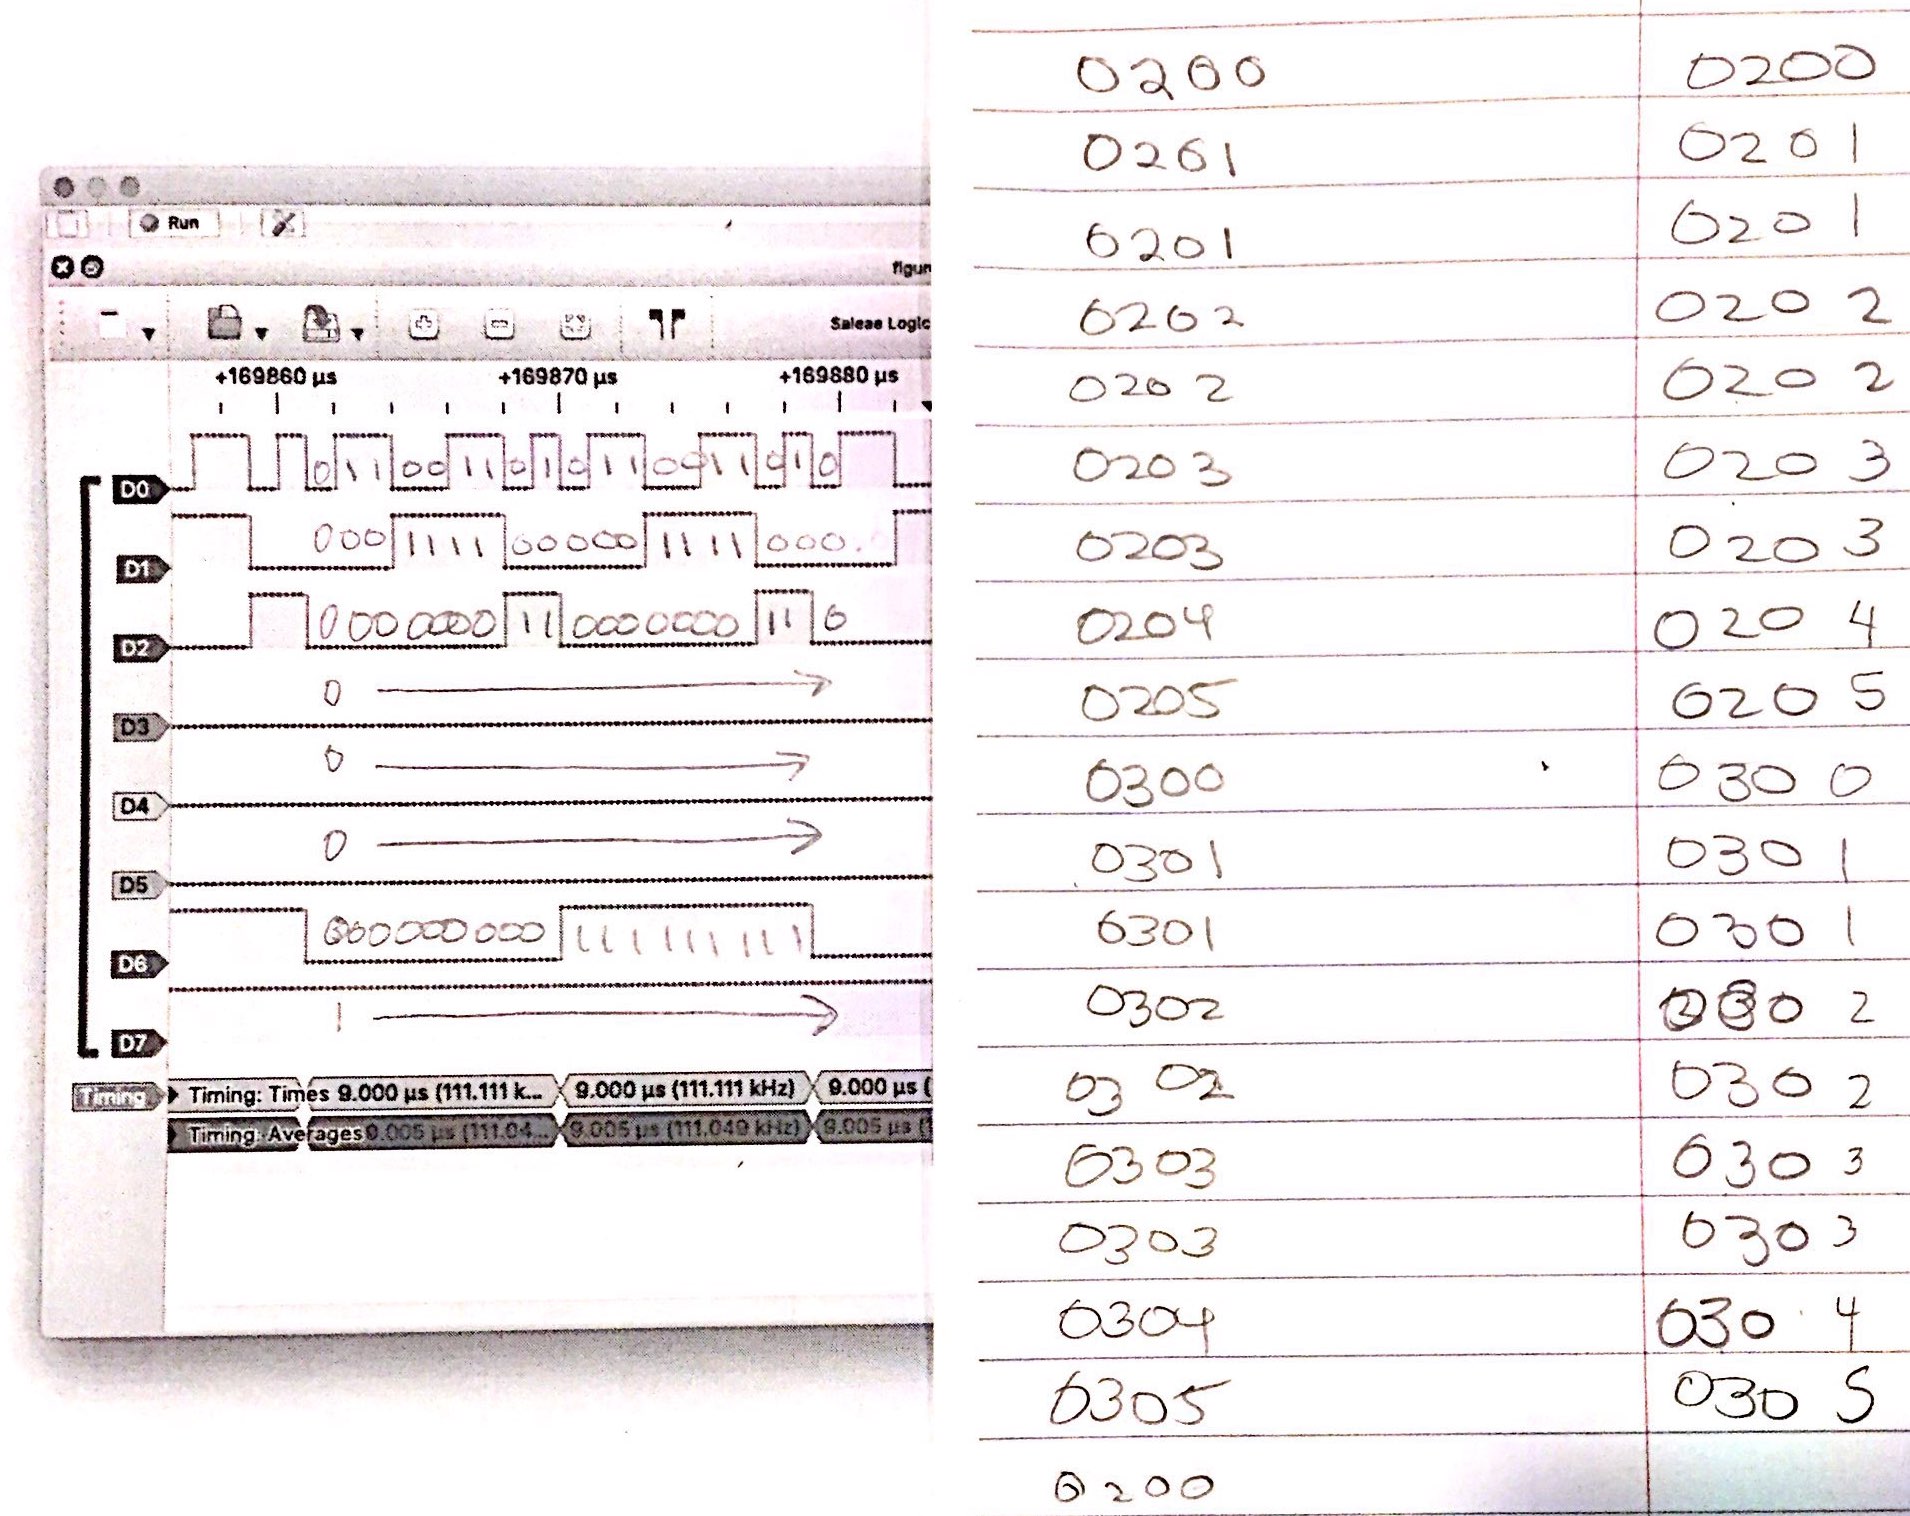 Run
figur
Saleae Logic
+169860 µs +169870 µs +169880 µs
D0 0 1 1 0 0 1 1 0 1 0 1 1 0 0 1 1 0 1 0
D1 0 0 0 1 1 1 1 0 0 0 0 0 1 1 1 1 0 0 0
D2 0 0 0 0 0 0 0 1 1 0 0 0 0 0 0 0 1 1 0
0
D3
0
D4
0
D5
D6 0 0 0 0 0 0 0 0 0 1 1 1 1 1 1 1 1 1
1
D7
Timing Timing: Times 9.000 µs (111.111 k... 9.000 µs (111.111 kHz) 9.000 µs (
Timing: Averages 9.005 µs (111.04... 9.005 µs (111.049 kHz) 9.005 µs (1
0200 0200
0201 0201
0201 0201
0202 0202
0202 0202
0203 0203
0203 0203
0204 0204
0205 0205
0300 0300
0301 0301
0301 0301
0302 0302
0302 0302
0303 0303
0303 0303
0304 0304
0305 0305
0200